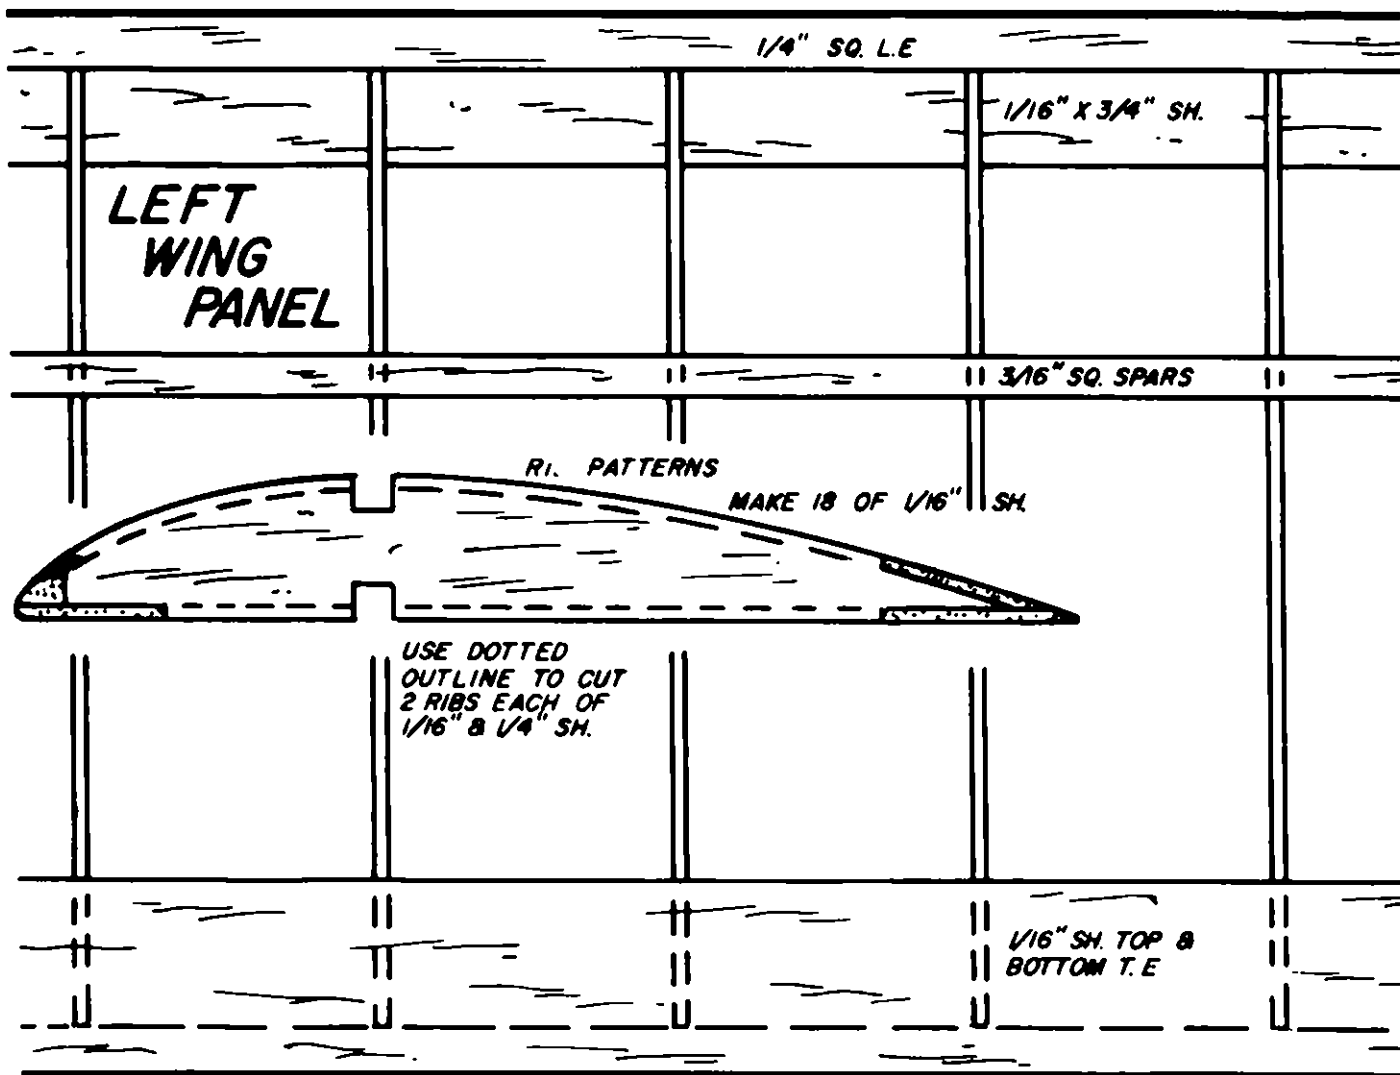 1/4" SQ. L.E
1/16" X 3/4" SH.
LEFT
WING
PANEL
3/16" SQ. SPARS
R1. PATTERNS
MAKE 18 OF 1/16" SH.
USE DOTTED
OUTLINE TO CUT
2 RIBS EACH OF
1/16" & 1/4" SH.
1/16" SH. TOP &
BOTTOM T.E